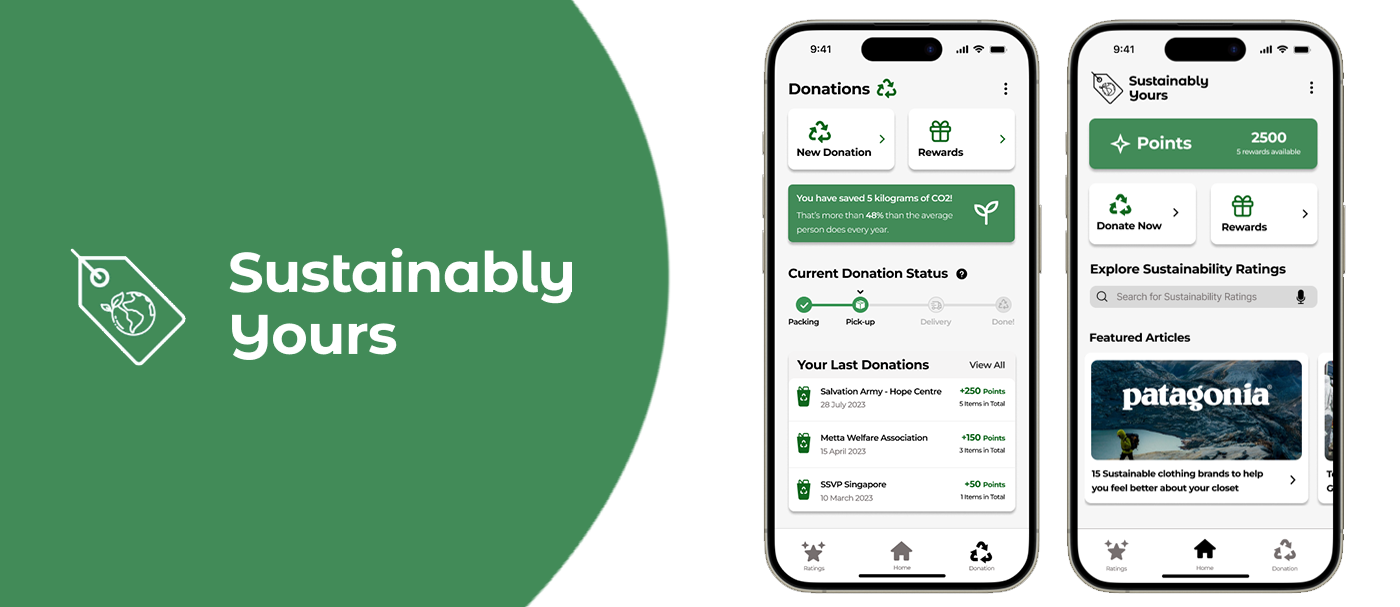 Sustainably
Yours
9:41
Donations
New Donation
Rewards
You have saved 5 kilograms of CO2!
That's more than 48% than the average
person does every year.
Current Donation Status ?
Packing
Pick-up
Delivery
Done!
Your Last Donations
View All
Salvation Army - Hope Centre
+250 Points
28 July 2023
5 Items in Total
Metta Welfare Association
+150 Points
15 April 2023
3 Items in Total
SSVP Singapore
+50 Points
10 March 2023
1 Items in Total
Ratings
Home
Donation
9:41
Sustainably
Yours
Points
2500
5 rewards available
Donate Now
Rewards
Explore Sustainability Ratings
Search for Sustainability Ratings
Featured Articles
patagonia®
15 Sustainable clothing brands to help
you feel better about your closet
Ratings
Home
Donation